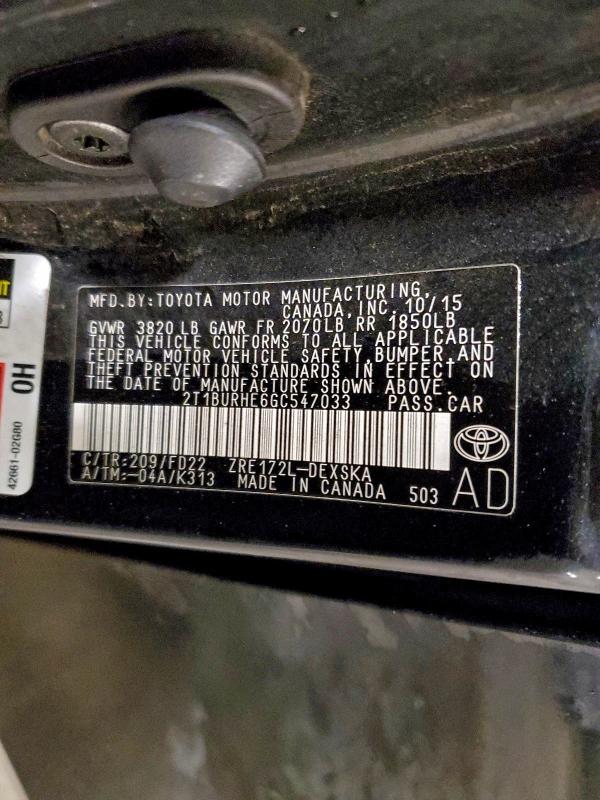 MFD.BY:TOYOTA MOTOR MANUFACTURING,
CANADA,INC. 10/15
GVWR 3820 LB GAWR FR 2070LB RR 1850LB
THIS VEHICLE CONFORMS TO ALL APPLICABLE
FEDERAL MOTOR VEHICLE SAFETY,BUMPER,AND
THEFT PREVENTION STANDARDS IN EFFECT ON
THE DATE OF MANUFACTURE SHOWN ABOVE.
2T1BURHE6GC547033 PASS.CAR
C/TR:209/FD22 ZRE172L-DEXSKA
A/TM:-04A/K313 MADE IN CANADA 503 AD
0H
42661-02G80